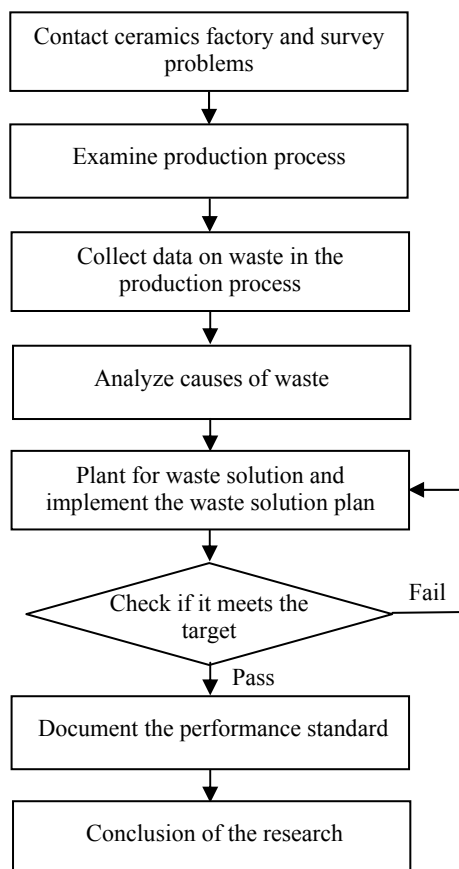 Contact ceramics factory and survey
problems
Examine production process
Collect data on waste in the
production process
Analyze causes of waste
Plant for waste solution and
implement the waste solution plan
Check if it meets the
target
Fail
Pass
Document the performance standard
Conclusion of the research